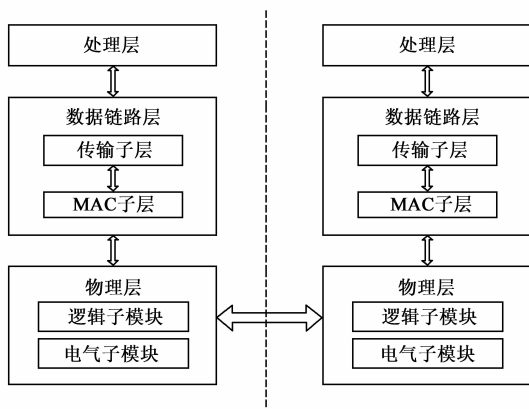 处理层
数据链路层
传输子层
MAC子层
物理层
逻辑子模块
电气子模块
处理层
数据链路层
传输子层
MAC子层
物理层
逻辑子模块
电气子模块